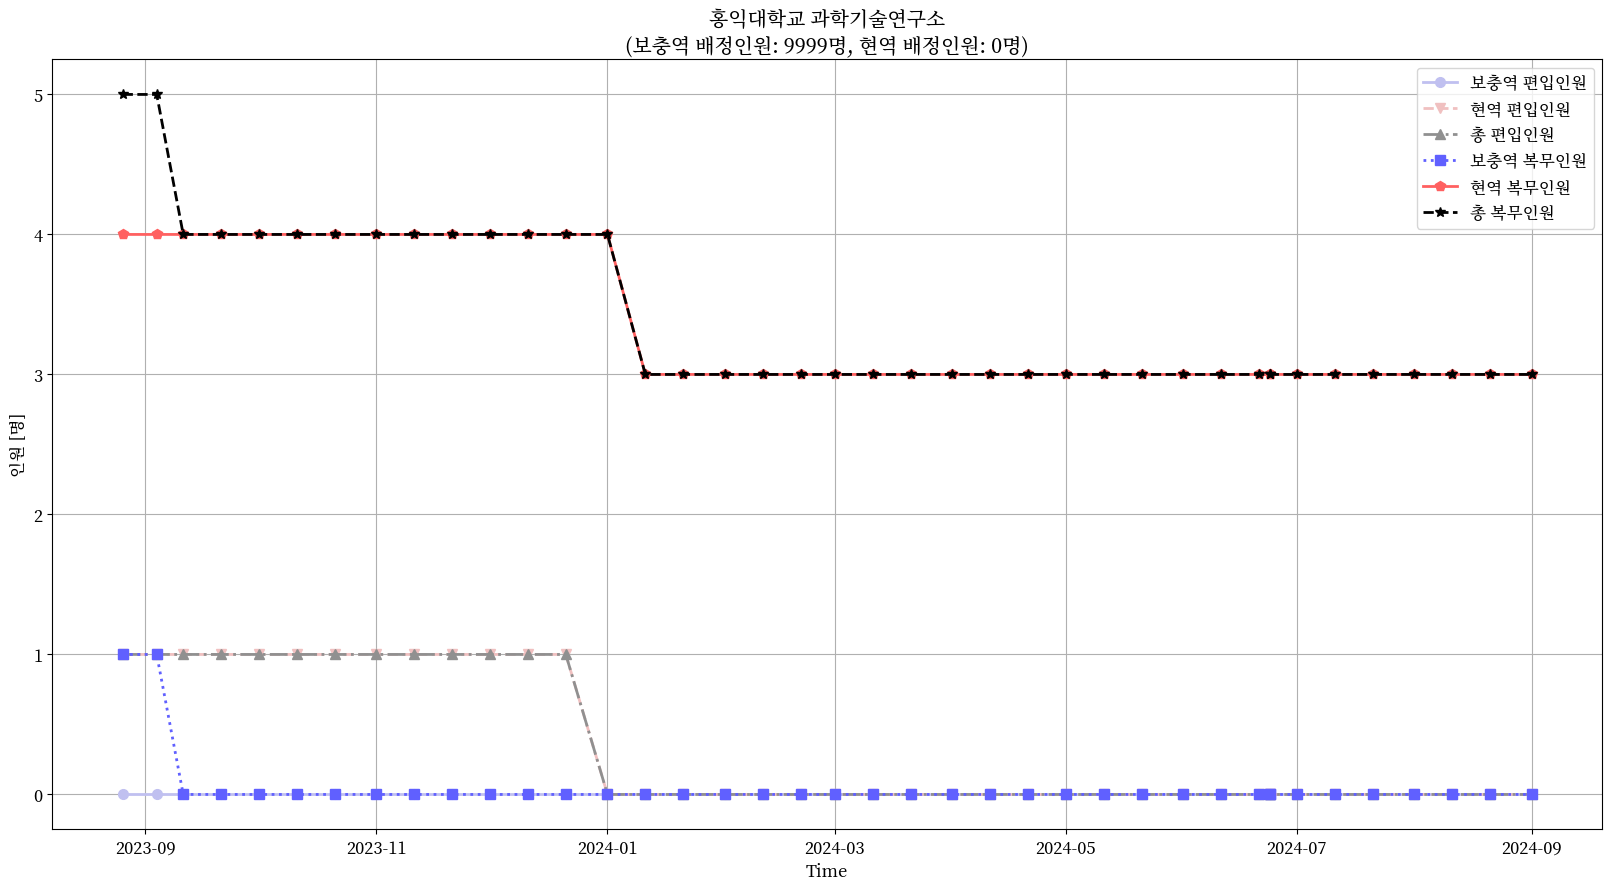 홍익대학교 과학기술연구소
(보충역 배정인원: 9999명, 현역 배정인원: 0명)
보충역 편입인원
현역 편입인원
총 편입인원
보충역 복무인원
현역 복무인원
총 복무인원
인원 [명]
5
4
3
2
1
0
2023-09
2023-11
2024-01
2024-03
2024-05
2024-07
2024-09
Time